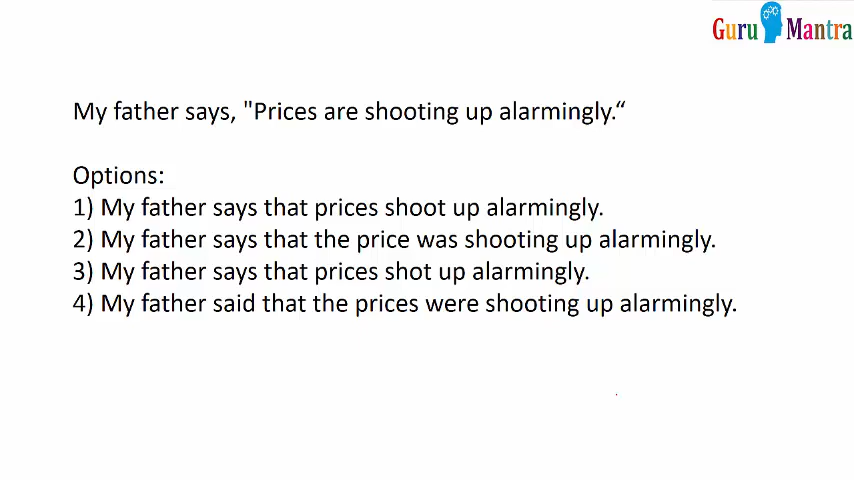 Guru Mantra
My father says, "Prices are shooting up alarmingly.“
Options:
1) My father says that prices shoot up alarmingly.
2) My father says that the price was shooting up alarmingly.
3) My father says that prices shot up alarmingly.
4) My father said that the prices were shooting up alarmingly.